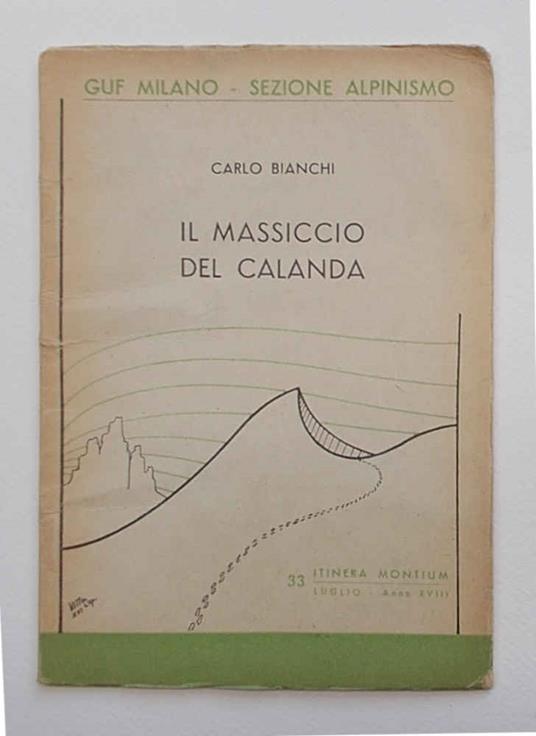 GUF MILANO - SEZIONE ALPINISMO
CARLO BIANCHI
IL MASSICCIO
DEL CALANDA
33 ITINERA MONTIUM
LUGLIO - Anno XVIII